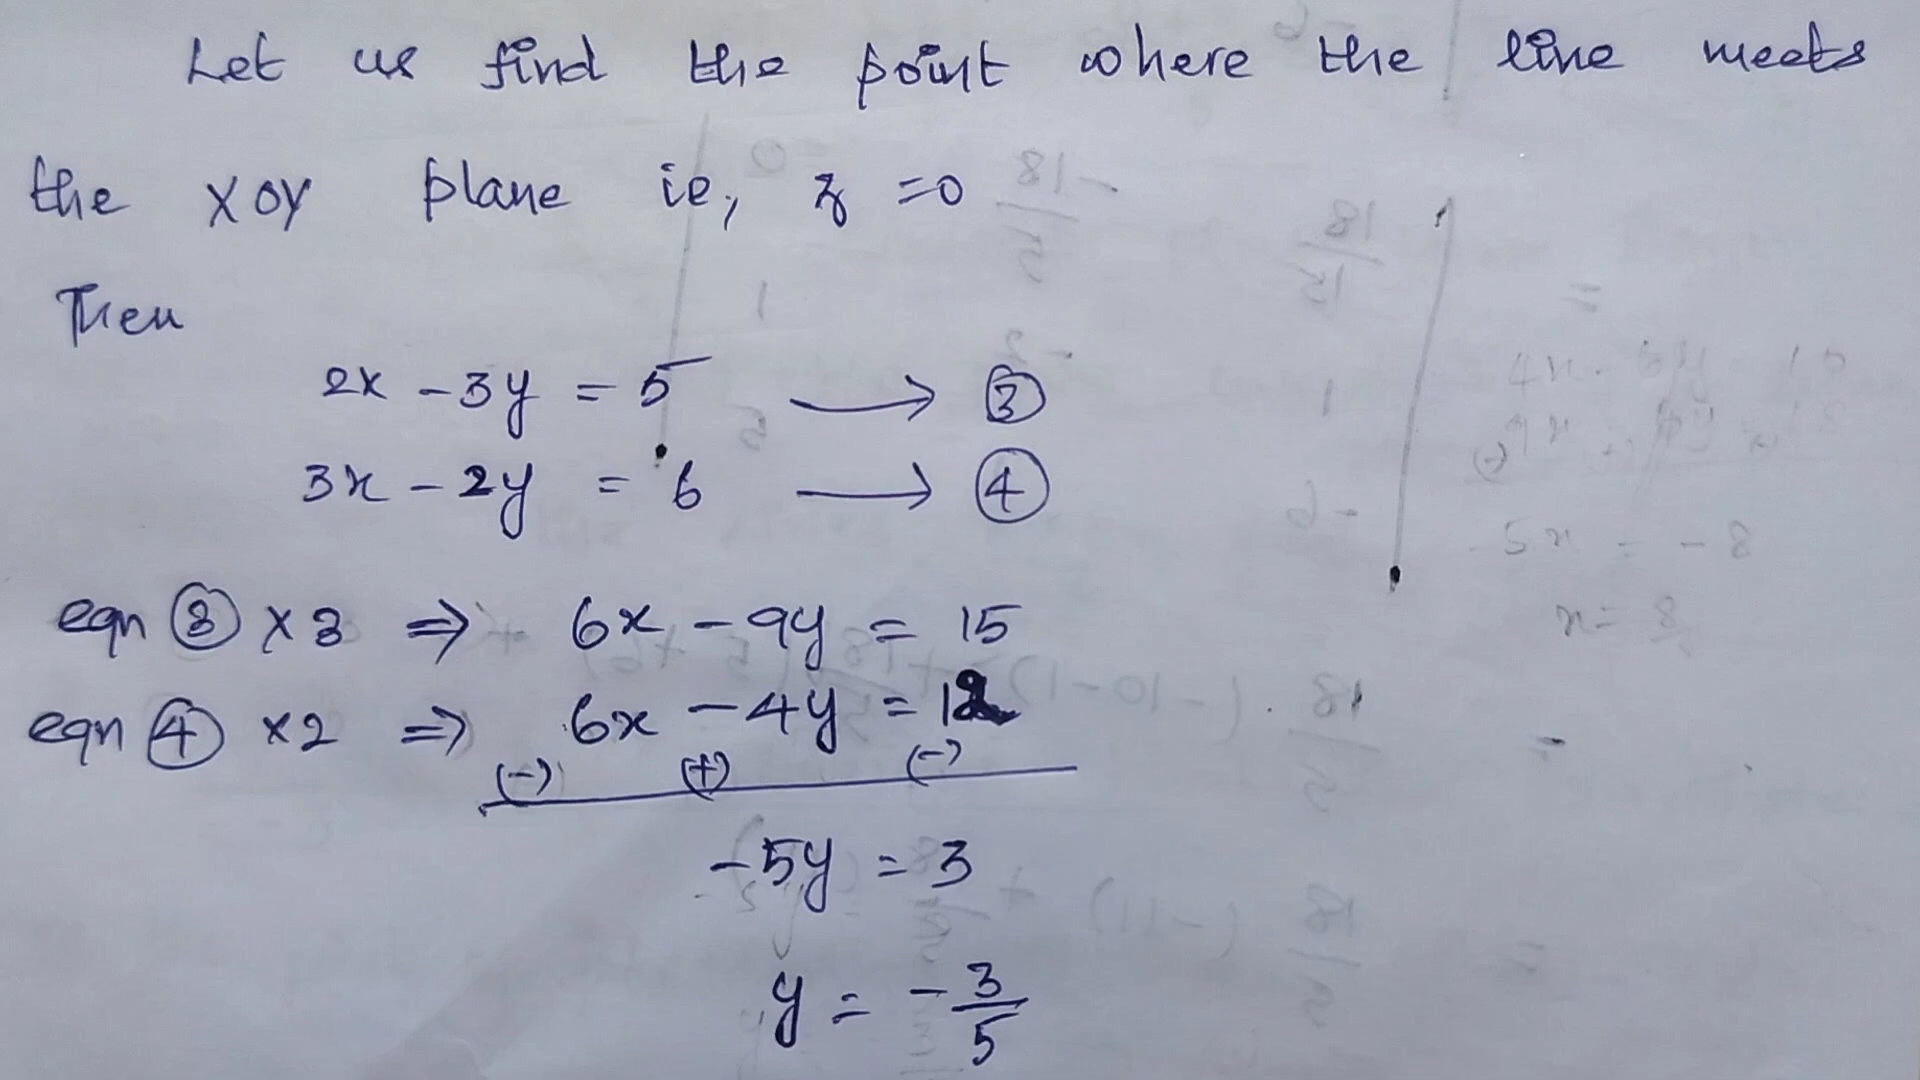 Let us find the point where the line meets
the XOY plane ie, z = 0
Then
2x - 3y = 5 → ③
3x - 2y = 6 → ④
eqn ③ × 3 ⇒ 6x - 9y = 15
eqn ④ × 2 ⇒ 6x - 4y = 12
(-) (+) (-)
-5y = 3
y = -3/5